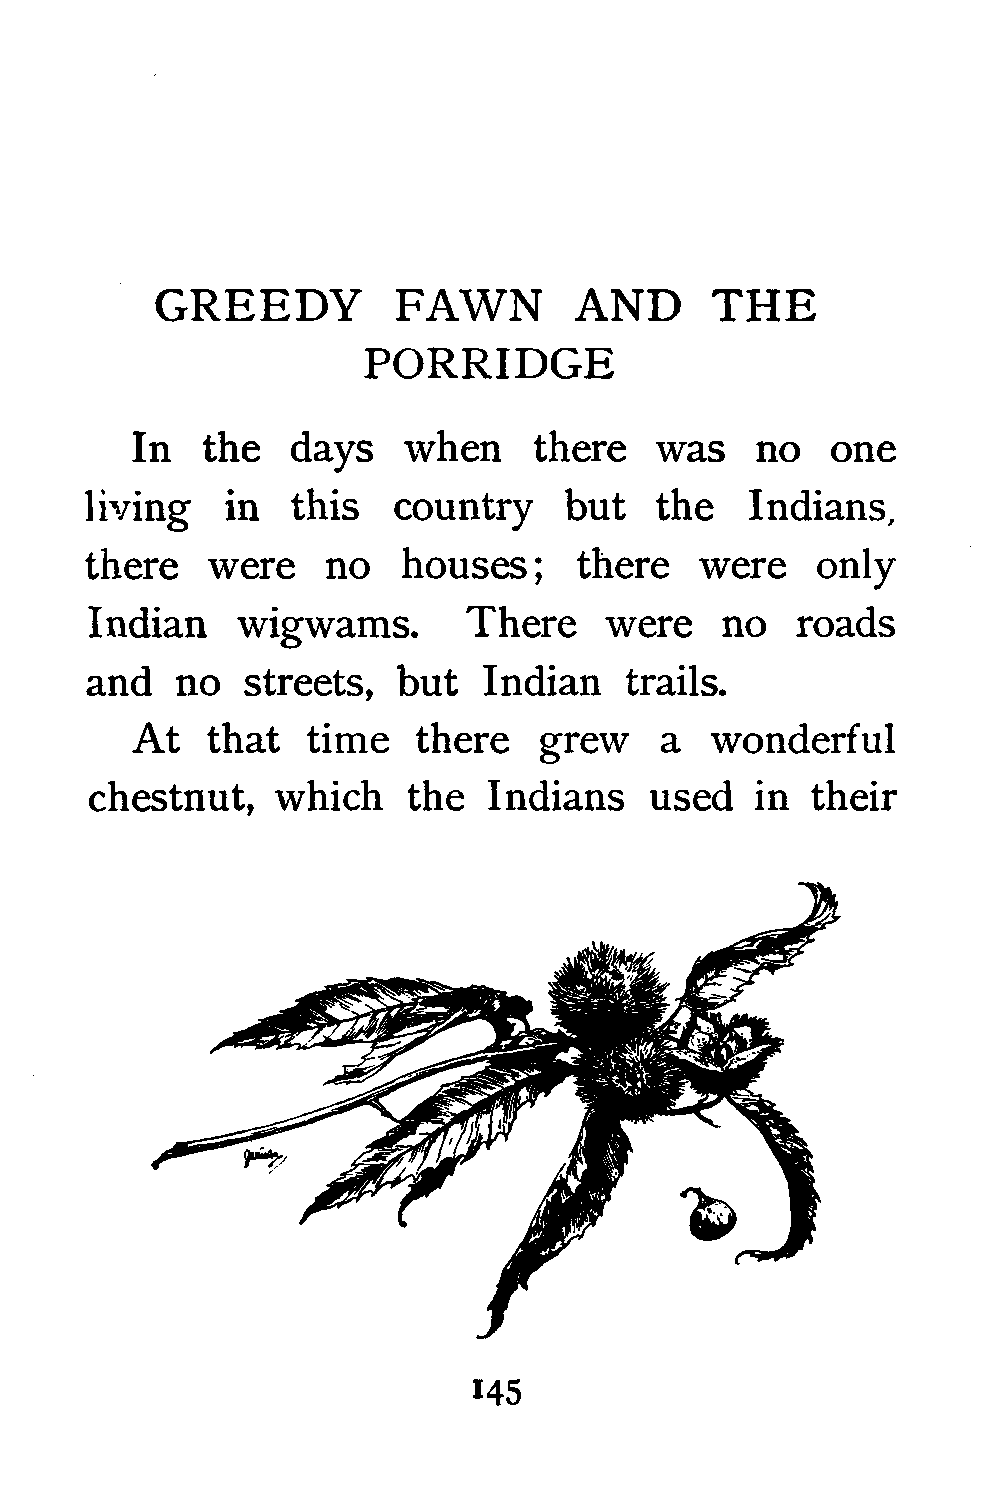 GREEDY FAWN AND THE
PORRIDGE
In the days when there was no one
living in this country but the Indians,
there were no houses; there were only
Indian wigwams. There were no roads
and no streets, but Indian trails.
At that time there grew a wonderful
chestnut, which the Indians used in their
145